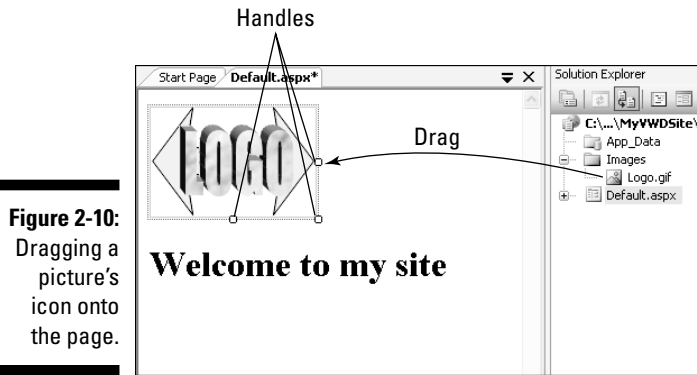 Handles
Start Page
Default.aspx*
Solution Explorer
C:\...\MyVWDSite\
App_Data
Images
Logo.gif
Default.aspx
Drag
LOGO
Welcome to my site
Figure 2-10:
Dragging a
picture's
icon onto
the page.